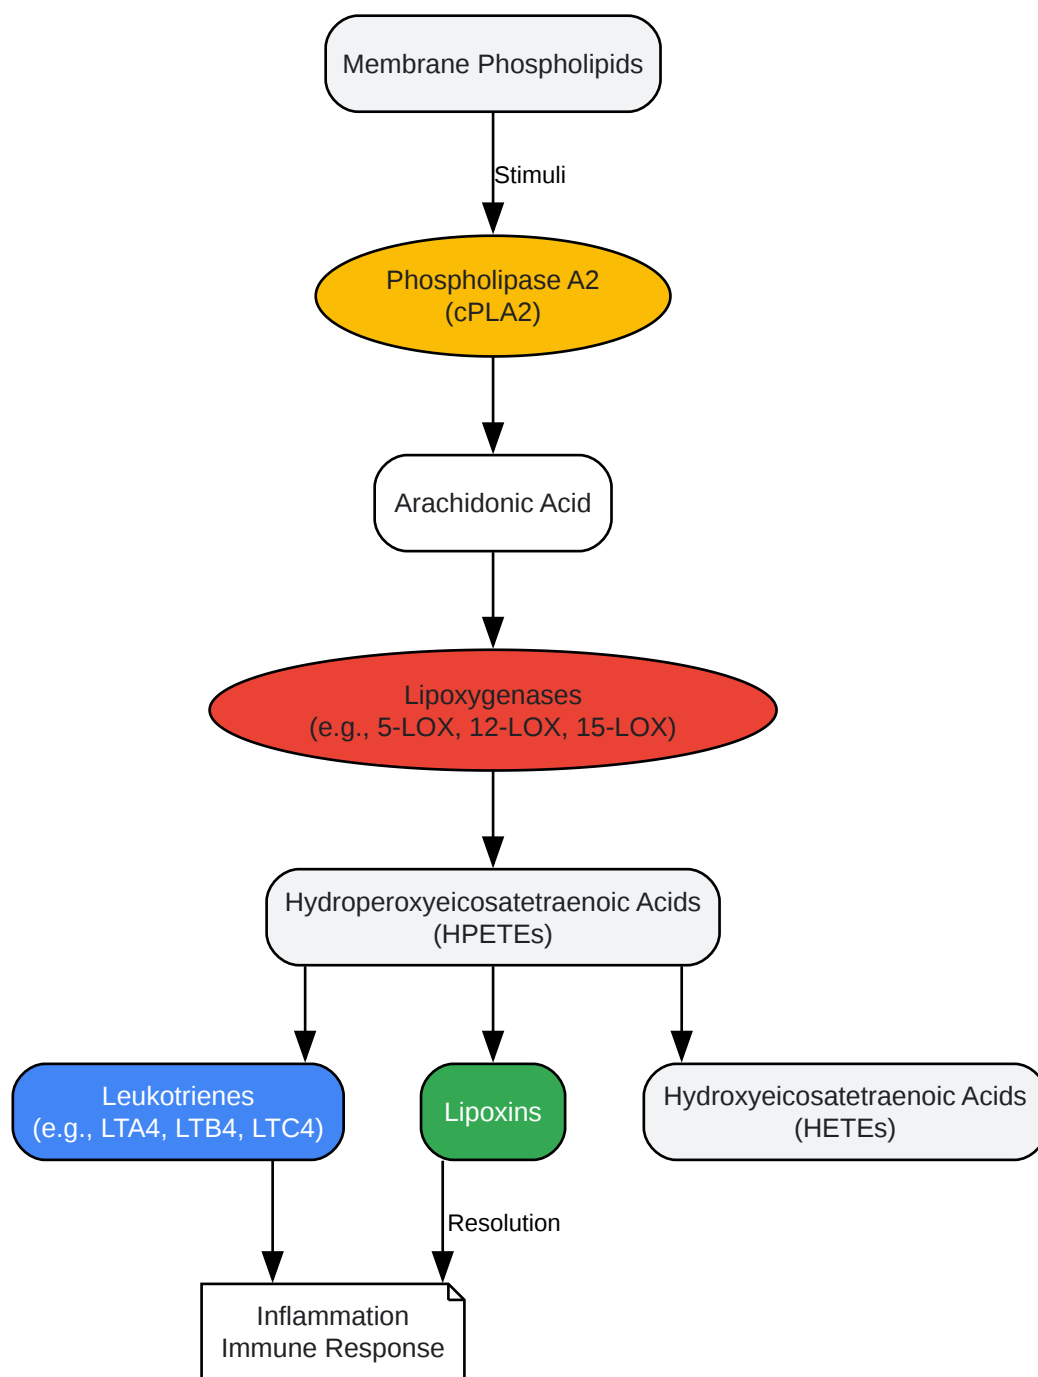 Membrane Phospholipids
Stimuli
Phospholipase A2
(cPLA2)
Arachidonic Acid
Lipoxygenases
(e.g., 5-LOX, 12-LOX, 15-LOX)
Hydroperoxyeicosatetraenoic Acids
(HPETEs)
Leukotrienes
(e.g., LTA4, LTB4, LTC4)
Lipoxins
Hydroxyeicosatetraenoic Acids
(HETEs)
Resolution
Inflammation
Immune Response